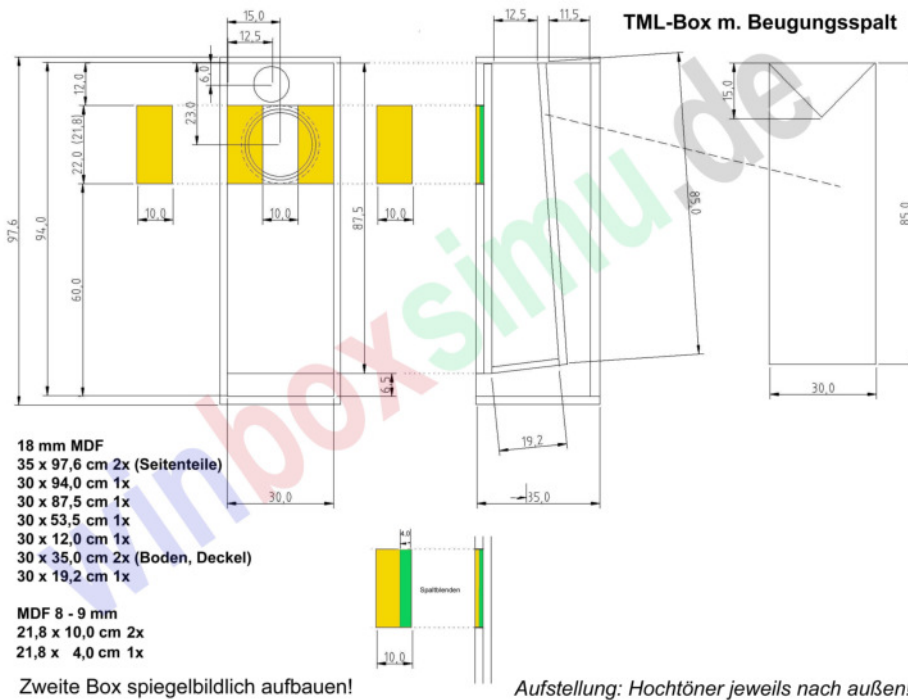 TML-Box m. Beugungsspalt
15,0
12,5
6,0
12,0
23,0
22,0 (21,8)
10,0
10,0
10,0
97,6
94,0
60,0
87,5
6,5
30,0
12,5
11,5
85,0
19,2
35,0
15,0
85,0
30,0
winboxsimu.de
18 mm MDF
35 x 97,6 cm 2x (Seitenteile)
30 x 94,0 cm 1x
30 x 87,5 cm 1x
30 x 53,5 cm 1x
30 x 12,0 cm 1x
30 x 35,0 cm 2x (Boden, Deckel)
30 x 19,2 cm 1x
MDF 8 - 9 mm
21,8 x 10,0 cm 2x
21,8 x 4,0 cm 1x
4,0
Spaltblenden
10,0
Zweite Box spiegelbildlich aufbauen!
Aufstellung: Hochtöner jeweils nach außen!